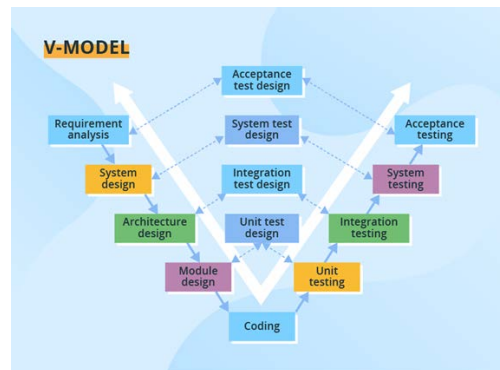 V-MODEL
Acceptance
test design
Requirement
analysis
System test
design
Acceptance
testing
System
design
Integration
test design
System
testing
Architecture
design
Unit test
design
Integration
testing
Module
design
Unit
testing
Coding